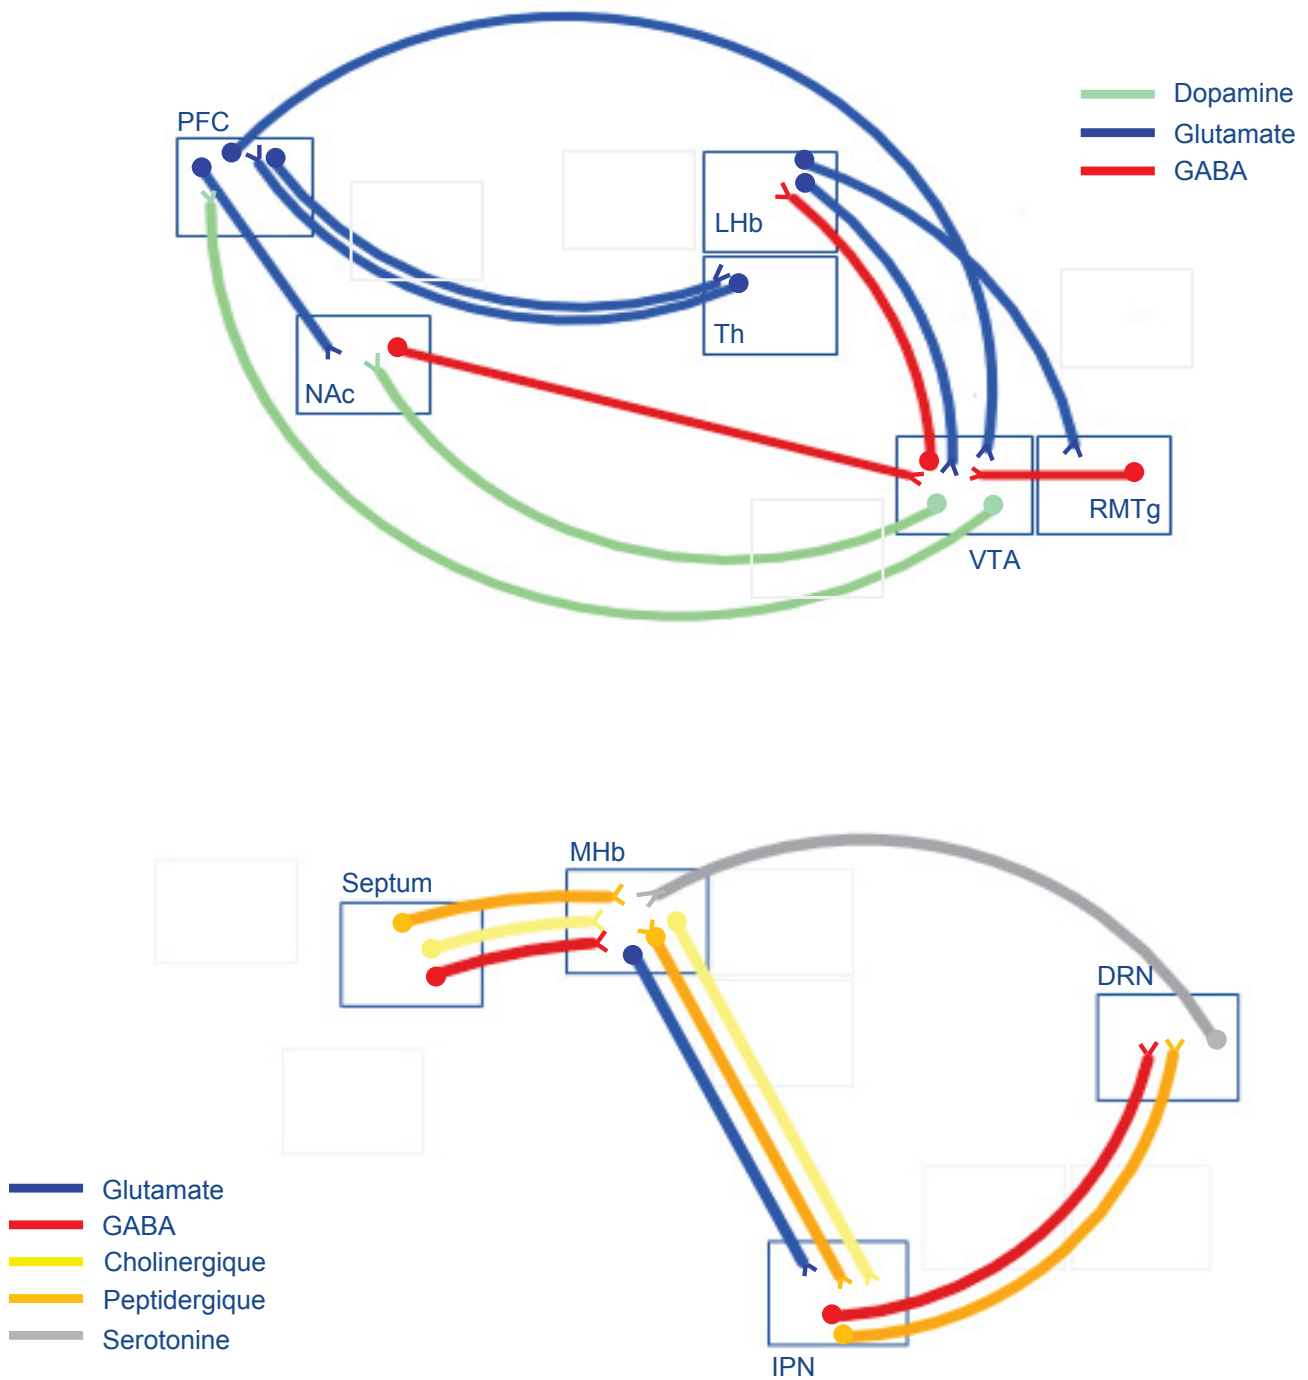 PFC
Dopamine
Glutamate
GABA
LHb
Th
NAc
RMTg
VTA
MHb
Septum
DRN
Glutamate
GABA
Cholinergique
Peptidergique
Serotonine
IPN